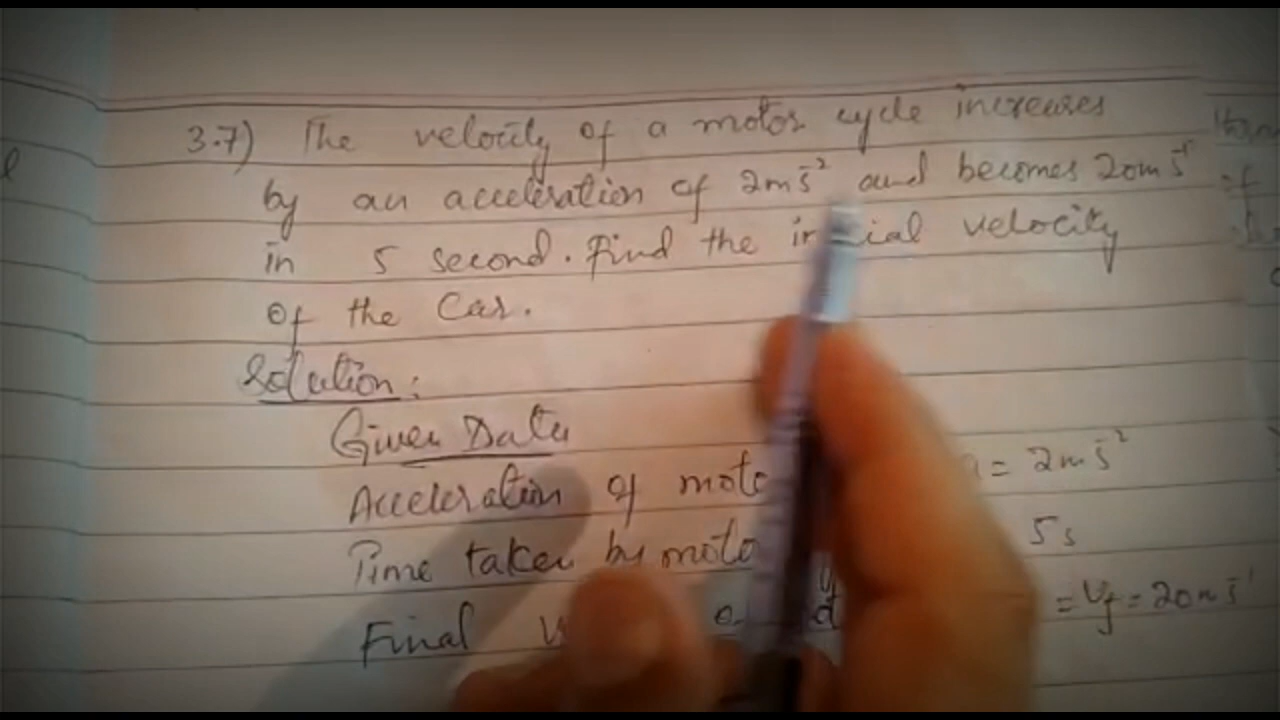 3.7) The velocity of a motor cycle increases
by an acceleration of 2ms⁻² and becomes 20ms⁻¹
in 5 second. Find the initial velocity
of the Car.
Solution:
Given Data
Acceleration of moto = 2ms⁻²
Time taken by moto 5s
Final = Vf = 20ms⁻¹